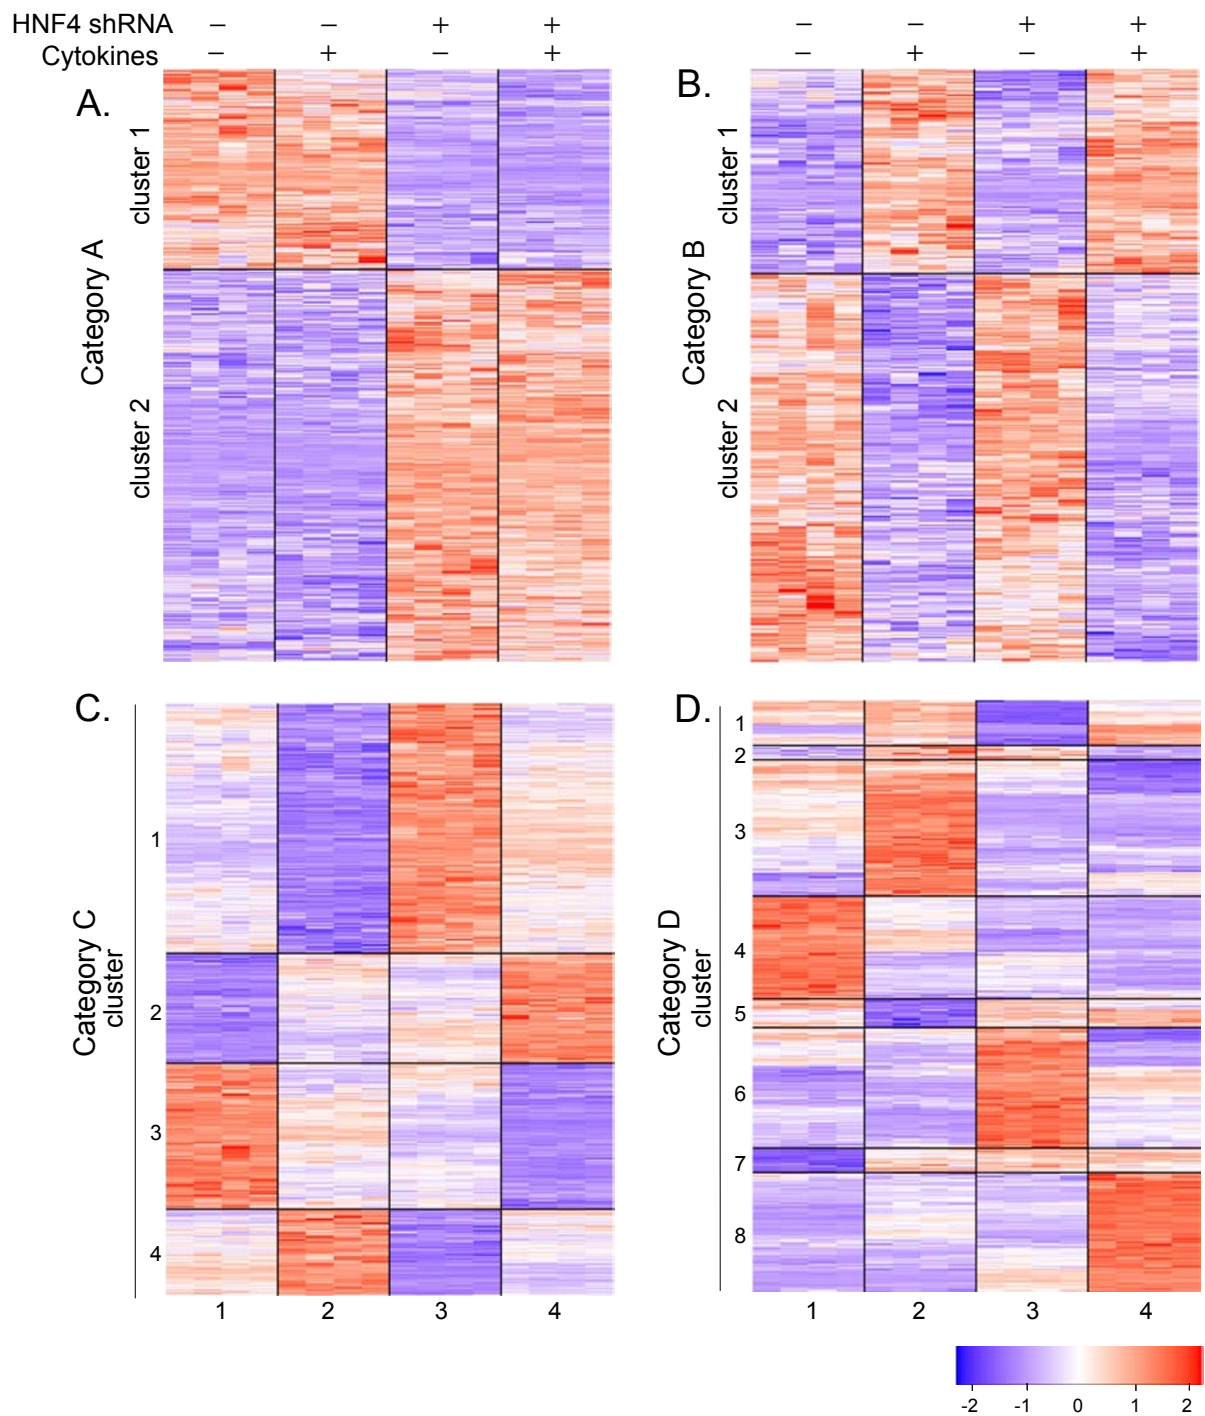 HNF4 shRNA − − + + − − + +
Cytokines − + − + − + − +
A.
Category A
cluster 1
cluster 2
B.
Category B
cluster 1
cluster 2
C.
Category C
cluster
1
2
3
4
1 2 3 4
D.
Category D
cluster
1
2
3
4
5
6
7
8
1 2 3 4
-2 -1 0 1 2